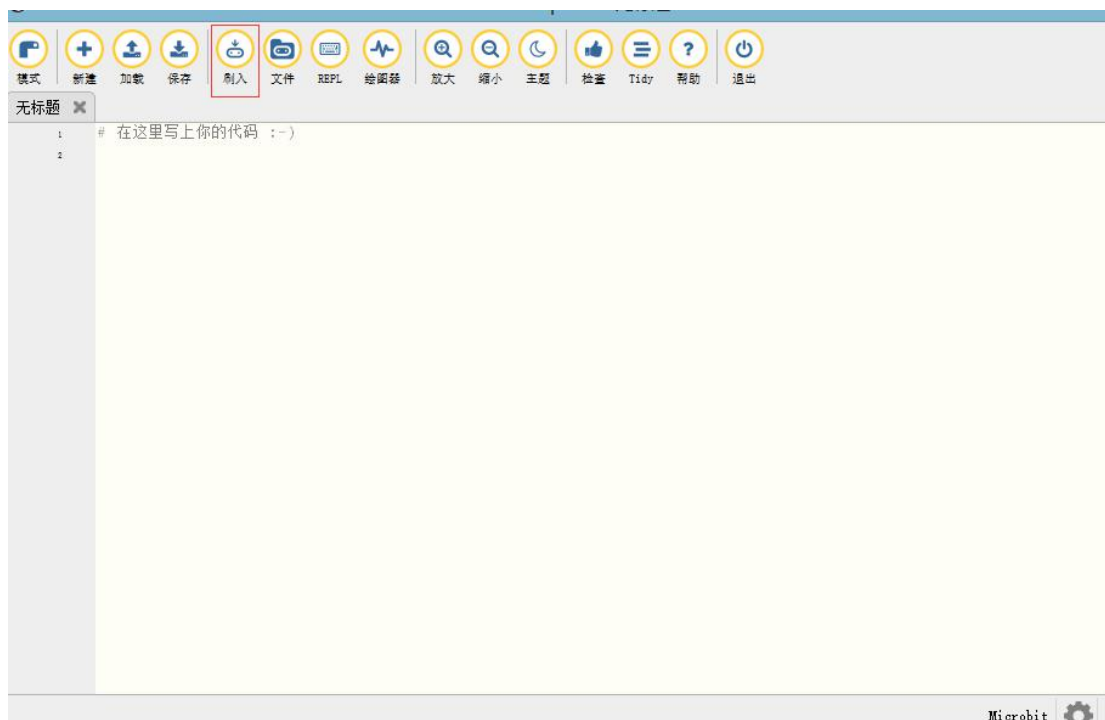 模式 新建 加载 保存 刷入 文件 REPL 绘图器 放大 缩小 主题 检查 Tidy 帮助 退出
无标题
1 # 在这里写上你的代码 :-)
2
Microbit